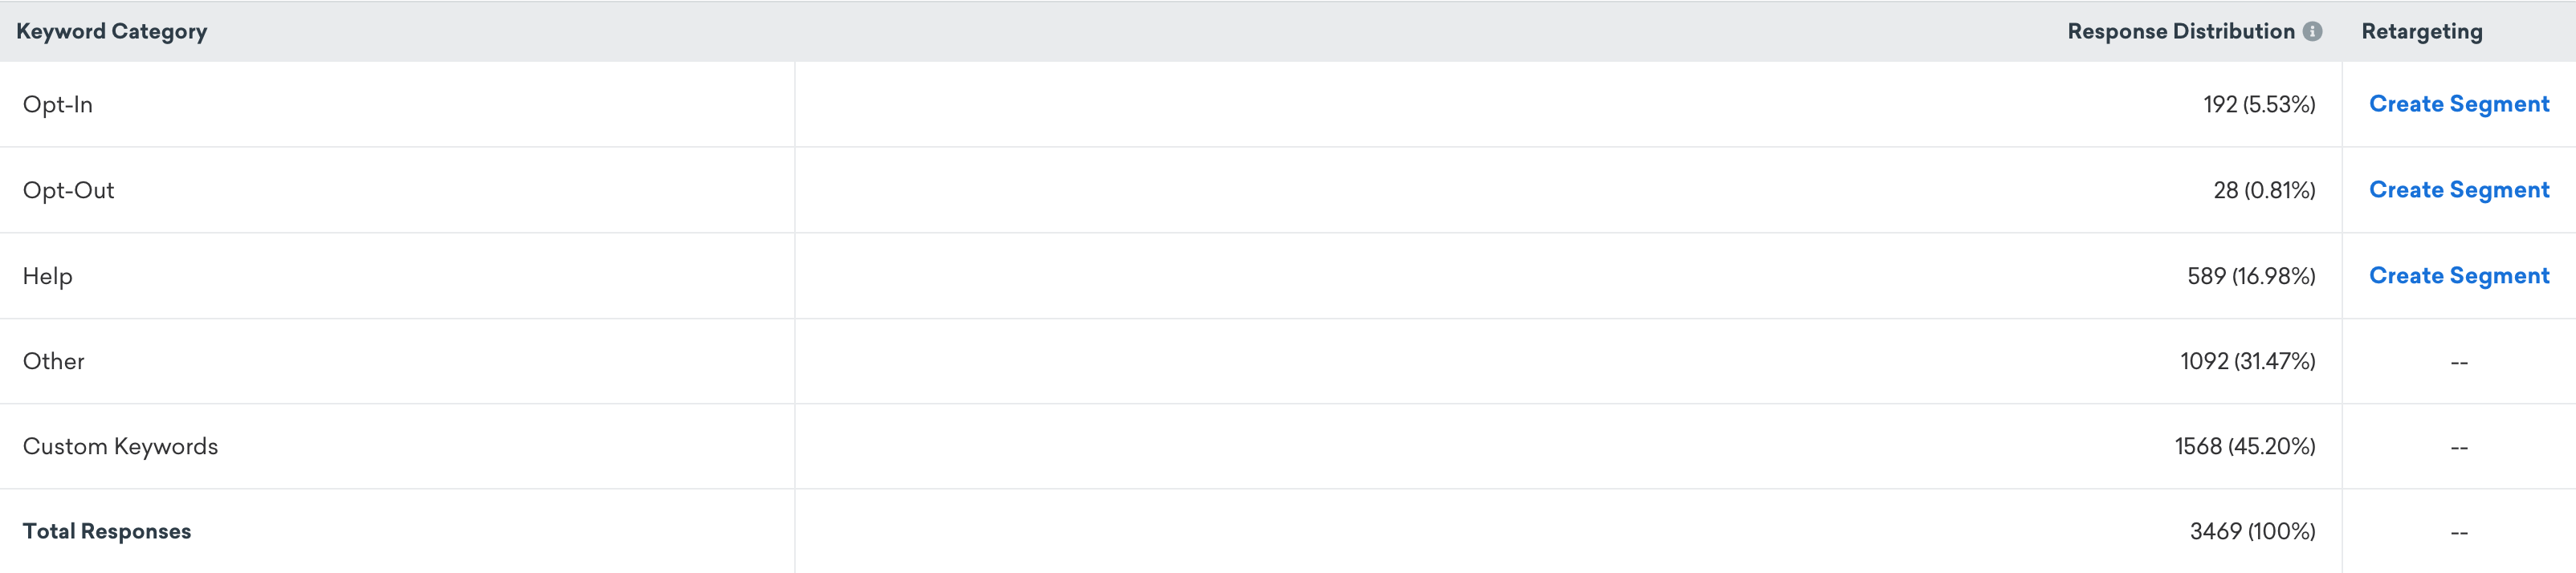 Keyword Category Response Distribution Retargeting
Opt-In 192 (5.53%) Create Segment
Opt-Out 28 (0.81%) Create Segment
Help 589 (16.98%) Create Segment
Other 1092 (31.47%) --
Custom Keywords 1568 (45.20%) --
Total Responses 3469 (100%) --